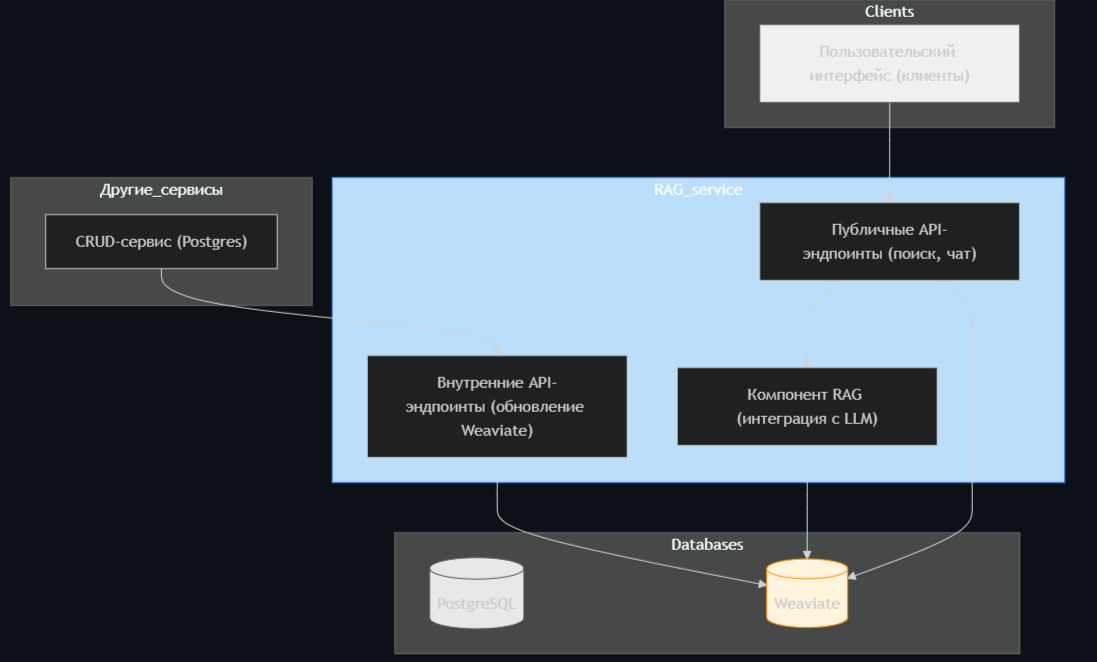 Clients
Пользовательский
интерфейс (клиенты)
Другие_сервисы
CRUD-сервис (Postgres)
RAG_service
Публичные API-
эндпоинты (поиск, чат)
Внутренние API-
эндпоинты (обновление
Weaviate)
Компонент RAG
(интеграция с LLM)
Databases
PostgreSQL
Weaviate